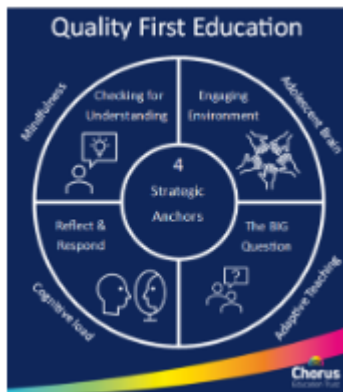 Quality First Education
Mindfulness
Adolescent Brain
Checking for
Understanding
Engaging
Environment
4
Strategic
Anchors
Reflect &
Respond
The BIG
Question
?
Cognitive load
Adaptive Teaching
Chorus
Education Trust